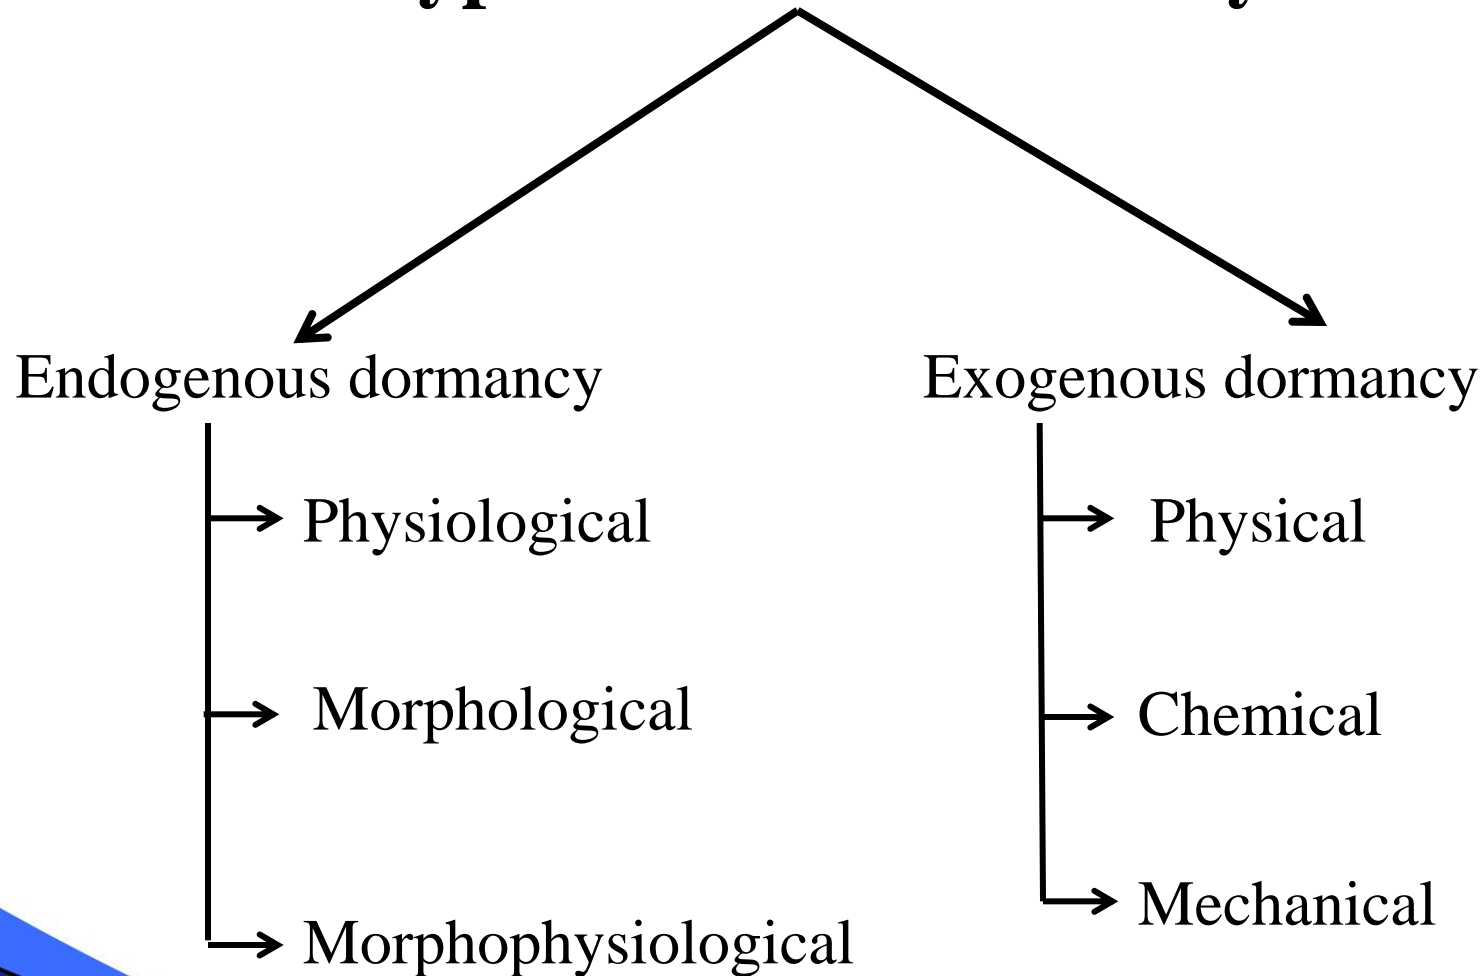 Endogenous dormancy
Exogenous dormancy
Physiological
Physical
Morphological
Chemical
Mechanical
Morphophysiological